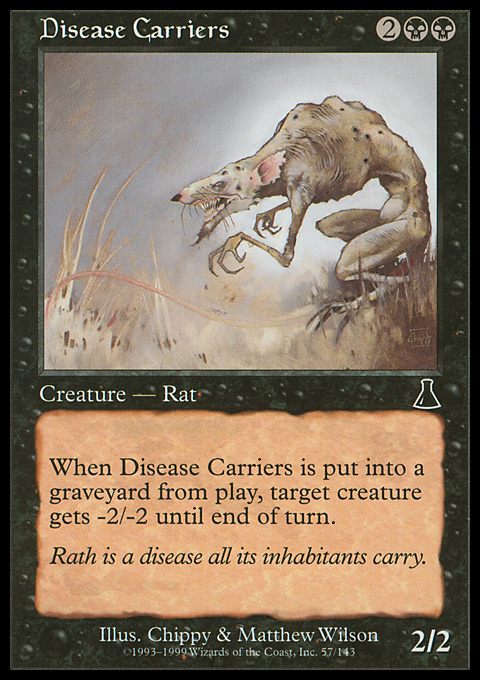 Disease Carriers 2
Creature — Rat
When Disease Carriers is put into a
graveyard from play, target creature
gets -2/-2 until end of turn.
Rath is a disease all its inhabitants carry.
Illus. Chippy & Matthew Wilson
2/2
©1993–1999 Wizards of the Coast, Inc. 57/143